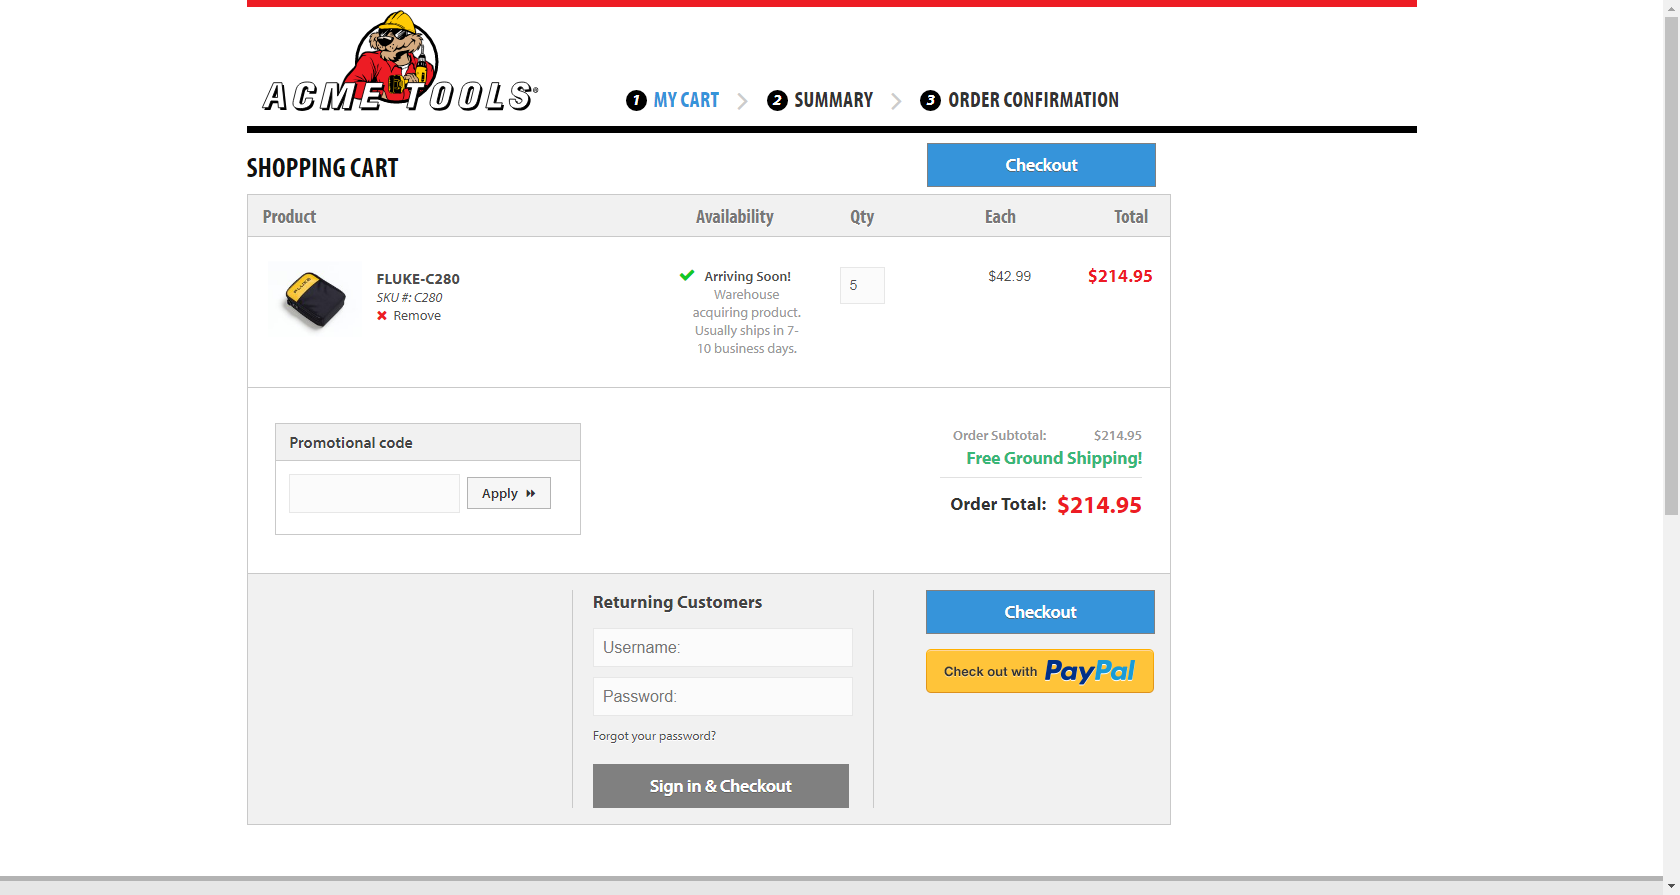 ACME TOOLS®
1 MY CART 2 SUMMARY 3 ORDER CONFIRMATION
SHOPPING CART
Checkout
Product Availability Qty Each Total
FLUKE-C280
SKU #: C280
Remove
Arriving Soon!
Warehouse
acquiring product.
Usually ships in 7-
10 business days.
5
$42.99
$214.95
Promotional code
Apply
Order Subtotal: $214.95
Free Ground Shipping!
Order Total: $214.95
Returning Customers
Username:
Password:
Forgot your password?
Sign in & Checkout
Checkout
Check out with PayPal